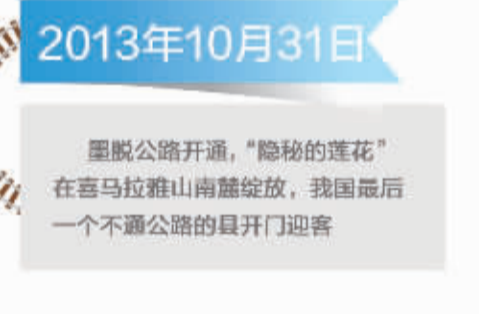 2013年10月31日
墨脱公路开通，“隐秘的莲花”
在喜马拉雅山南麓绽放，我国最后
一个不通公路的县开门迎客